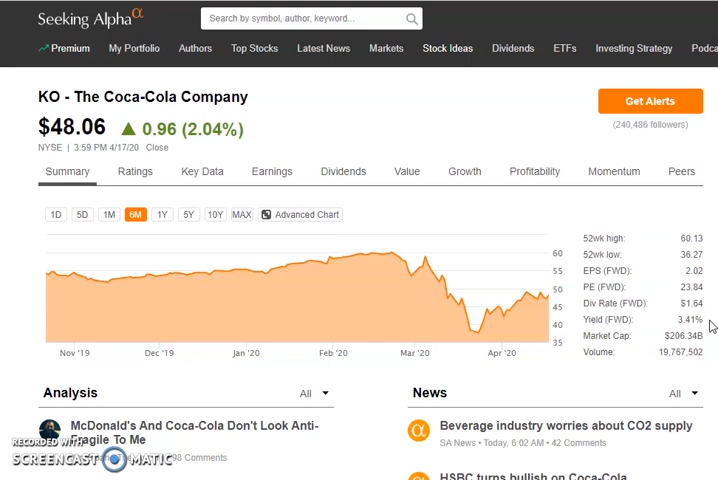 Seeking Alpha α
Search by symbol, author, keyword...
Premium My Portfolio Authors Top Stocks Latest News Markets Stock Ideas Dividends ETFs Investing Strategy Podca
KO - The Coca-Cola Company
Get Alerts
$48.06 0.96 (2.04%)
(240,486 followers)
NYSE | 3:59 PM 4/17/20 Close
Summary Ratings Key Data Earnings Dividends Value Growth Profitability Momentum Peers
1D 5D 1M 6M 1Y 5Y 10Y MAX Advanced Chart
60
55
50
45
40
35
Nov '19 Dec '19 Jan '20 Feb '20 Mar '20 Apr '20
52wk high: 60.13
52wk low: 36.27
EPS (FWD): 2.02
PE (FWD): 23.84
Div Rate (FWD): $1.64
Yield (FWD): 3.41%
Market Cap: $206.34B
Volume: 19,767,502
Analysis All
McDonald's And Coca-Cola Don't Look Anti-
Fragile To Me
98 Comments
News All
α
Beverage industry worries about CO2 supply
SA News • Today, 6:02 AM • 42 Comments
HSBC turns bullish on Coca-Cola
RECORDED WITH
SCREENCAST MATIC